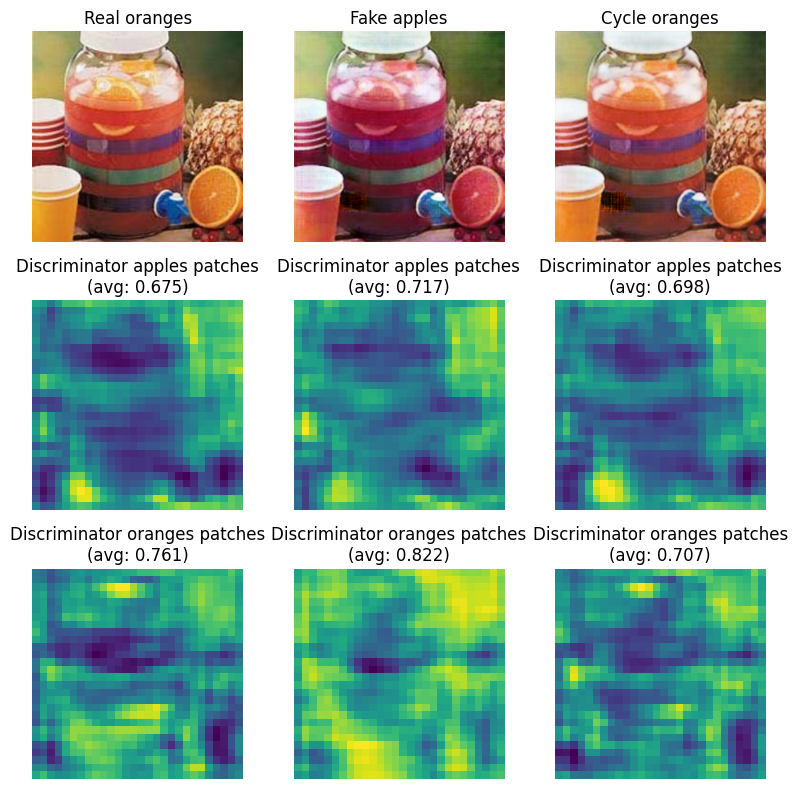 Real oranges
Fake apples
Cycle oranges
Discriminator apples patches
(avg: 0.675)
Discriminator apples patches
(avg: 0.717)
Discriminator apples patches
(avg: 0.698)
Discriminator oranges patches
(avg: 0.761)
Discriminator oranges patches
(avg: 0.822)
Discriminator oranges patches
(avg: 0.707)